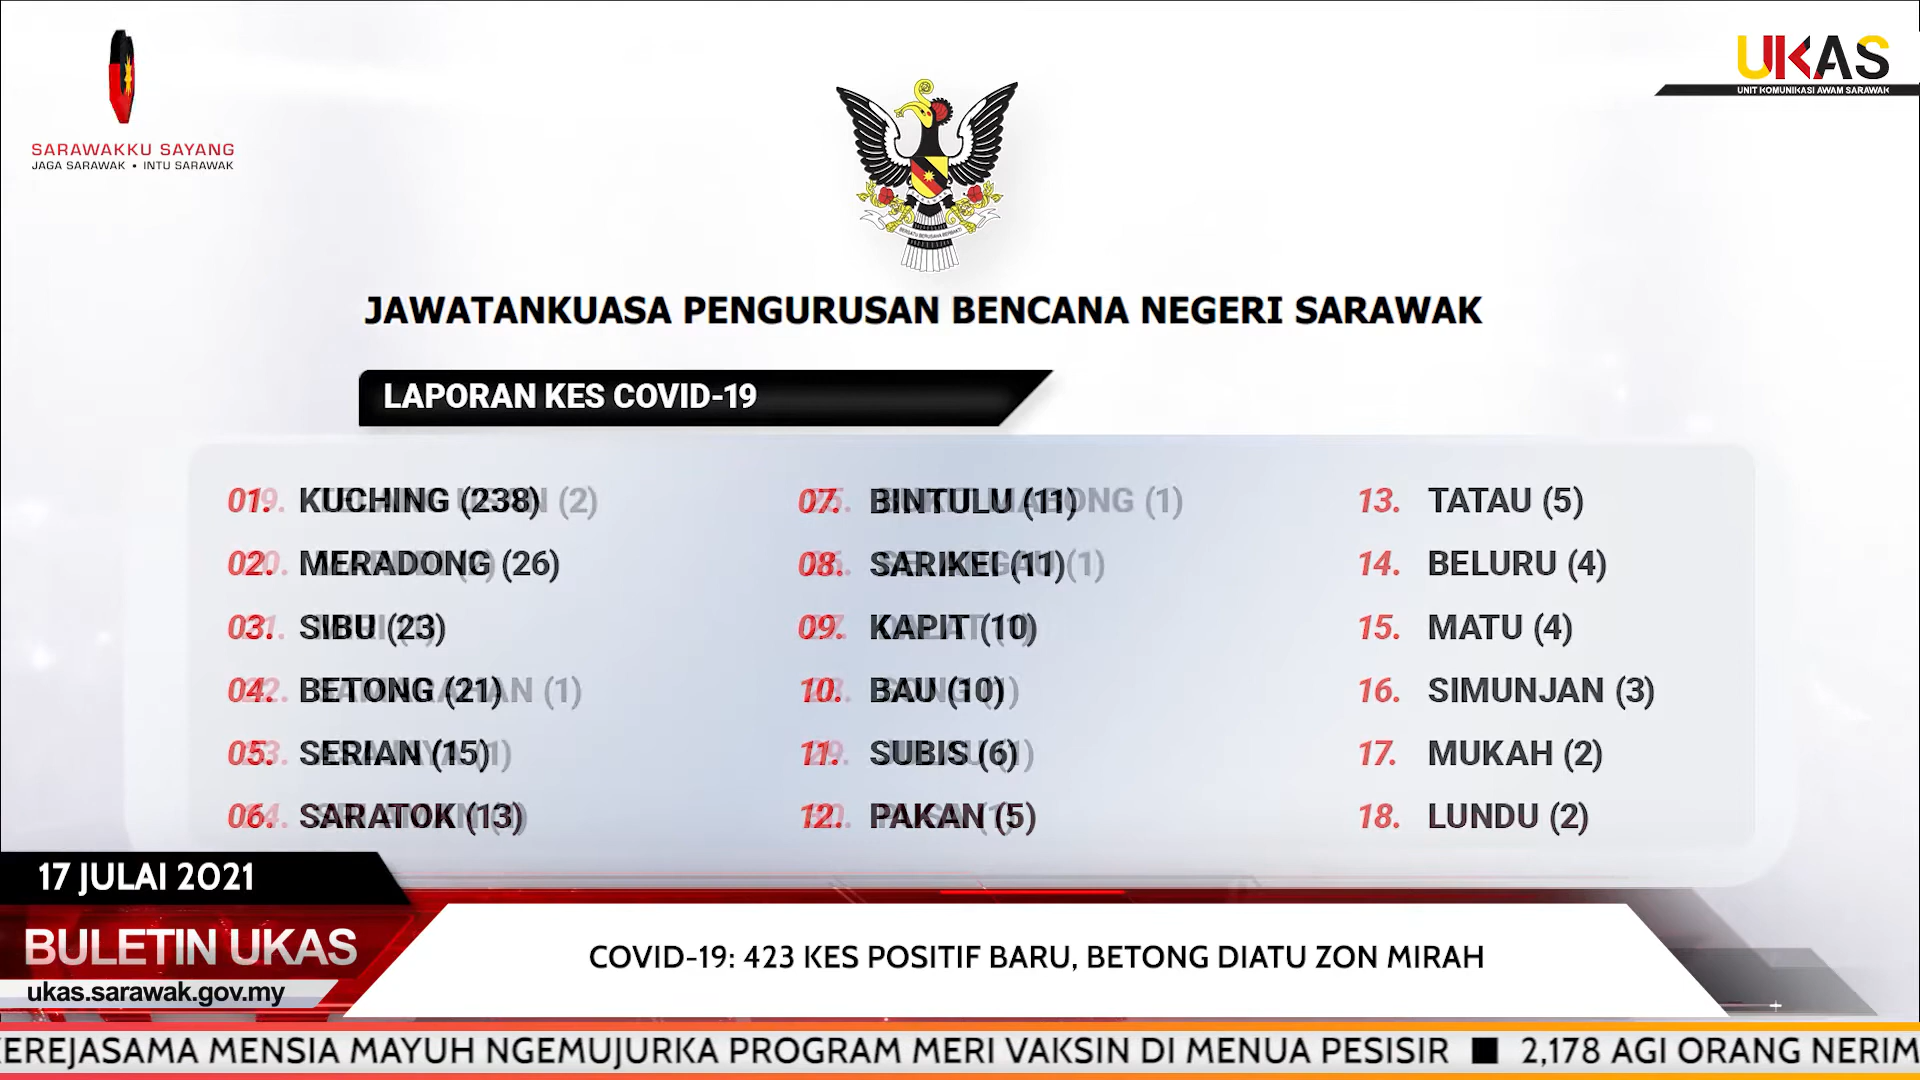 SARAWAKKU SAYANG
JAGA SARAWAK • INTU SARAWAK
UKAS
UNIT KOMUNIKASI AWAM SARAWAK
BERSATU BERUSAHA BERBAKTI
JAWATANKUASA PENGURUSAN BENCANA NEGERI SARAWAK
LAPORAN KES COVID-19
01. KUCHING (238)
02. MERADONG (26)
03. SIBU (23)
04. BETONG (21)
05. SERIAN (15)
06. SARATOK (13)
07. BINTULU (11)
08. SARIKEI (11)
09. KAPIT (10)
10. BAU (10)
11. SUBIS (6)
12. PAKAN (5)
13. TATAU (5)
14. BELURU (4)
15. MATU (4)
16. SIMUNJAN (3)
17. MUKAH (2)
18. LUNDU (2)
17 JULAI 2021
BULETIN UKAS
ukas.sarawak.gov.my
COVID-19: 423 KES POSITIF BARU, BETONG DIATU ZON MIRAH
KEREJASAMA MENSIA MAYUH NGEMUJURKA PROGRAM MERI VAKSIN DI MENUA PESISIR ■ 2,178 AGI ORANG NERIM